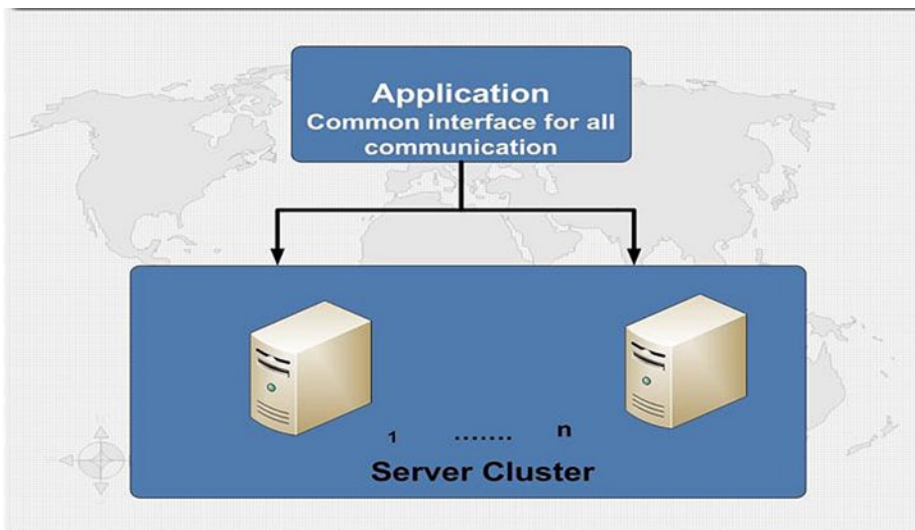 Application
Common interface for all
communication
1 ....... n
Server Cluster